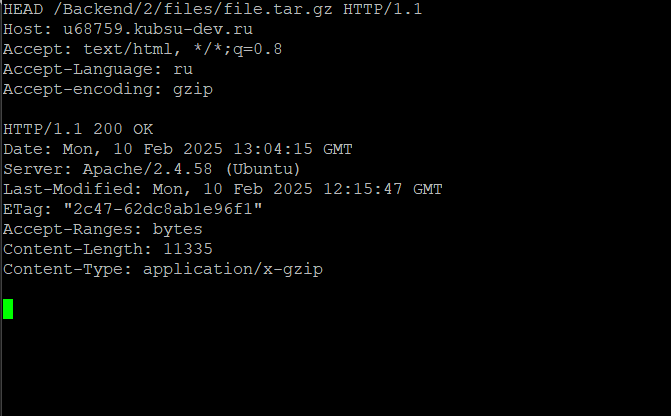 HEAD /Backend/2/files/file.tar.gz HTTP/1.1
Host: u68759.kubsu-dev.ru
Accept: text/html, */*;q=0.8
Accept-Language: ru
Accept-encoding: gzip

HTTP/1.1 200 OK
Date: Mon, 10 Feb 2025 13:04:15 GMT
Server: Apache/2.4.58 (Ubuntu)
Last-Modified: Mon, 10 Feb 2025 12:15:47 GMT
ETag: "2c47-62dc8ab1e96f1"
Accept-Ranges: bytes
Content-Length: 11335
Content-Type: application/x-gzip